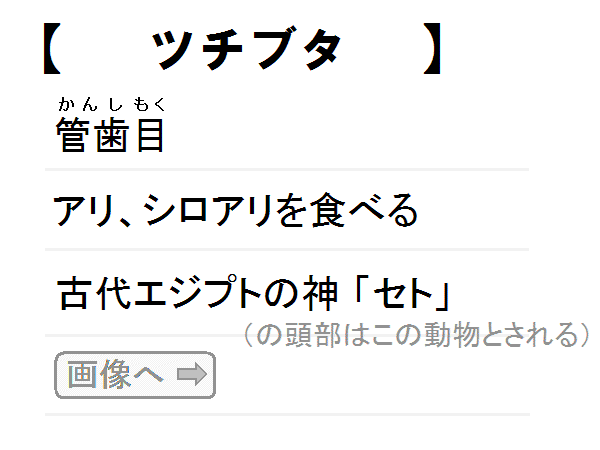 【 ツチブタ 】
かんしもく
管歯目
アリ、シロアリを食べる
古代エジプトの神「セト」
（の頭部はこの動物とされる）
画像へ ⇨